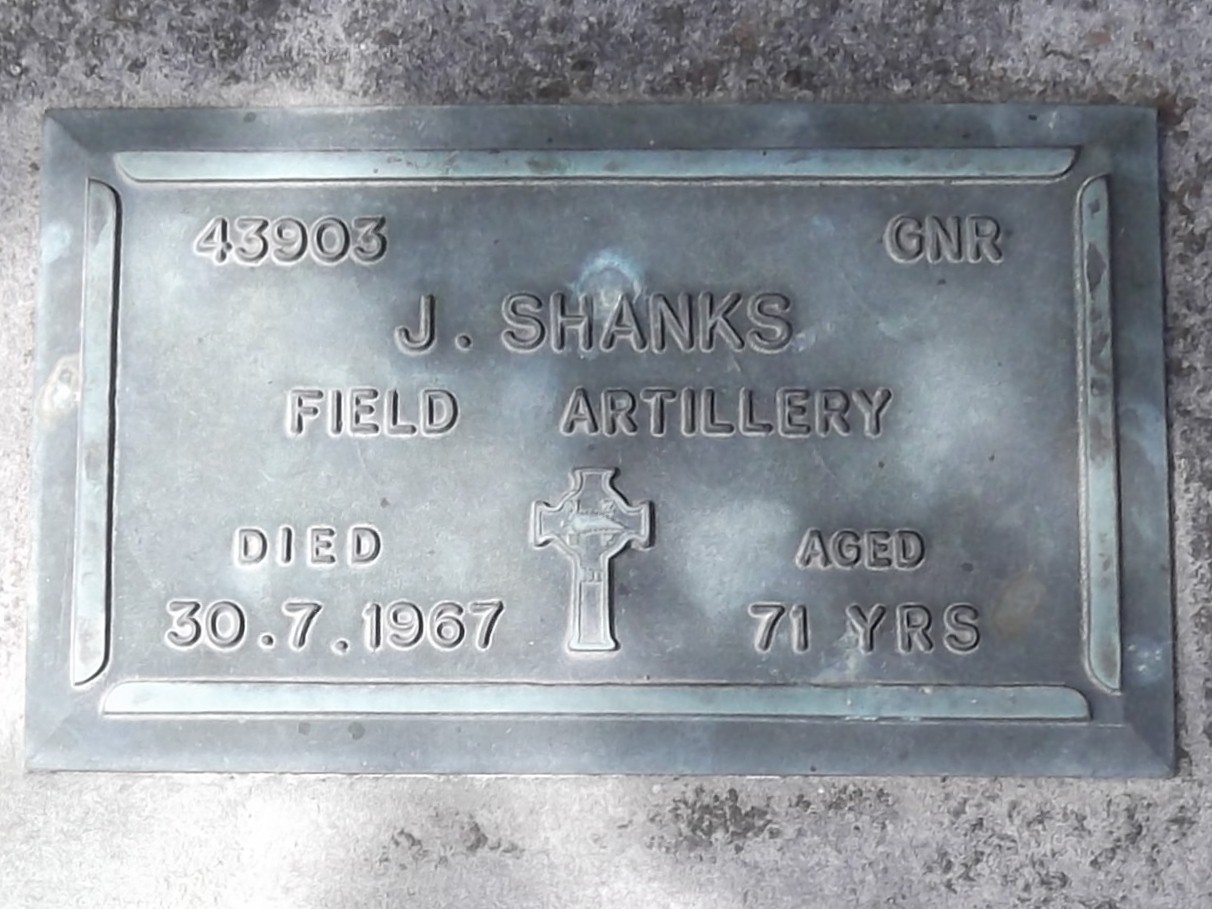 43903 GNR
J. SHANKS
FIELD ARTILLERY
DIED AGED
30.7.1967 71 YRS